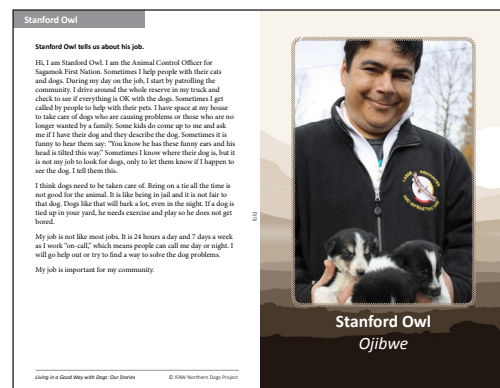 Stanford Owl
Stanford Owl tells us about his job.
Hi, I am Stanford Owl. I am the Animal Control Officer for
Sagamok First Nation. Sometimes I help people with their cats
and dogs. During my day on the job, I start by patrolling the
community. I drive around the whole reserve in my truck and
check to see if everything is OK with the dogs. Sometimes I get
called by people to help with their pets. I have space at my house
to take care of dogs who are causing problems or those who are no
longer wanted by a family. Some kids do come up to me and ask
me if I have their dog and they describe the dog. Sometimes it is
funny to hear them say: "You know he has these funny ears and his
head is tilted this way." Sometimes I know where their dog is, but it
is not my job to look for dogs, only to let them know if I happen to
see the dog. I tell them this.
I think dogs need to be taken care of. Being on a tie all the time is
not good for the animal. It is like being in jail and it is not fair to
that dog. Dogs like that will bark a lot, even in the night. If a dog is
tied up in your yard, he needs exercise and play so he does not get
bored.
My job is not like most jobs. It is 24 hours a day and 7 days a week
as I work "on-call," which means people can call me day or night. I
will go help out or try to find a way to solve the dog problems.
My job is important for my community.
Living in a Good Way with Dogs: Our Stories
© IFAW Northern Dogs Project
fold
AND INFRASTRUCTURE
Stanford Owl
Ojibwe